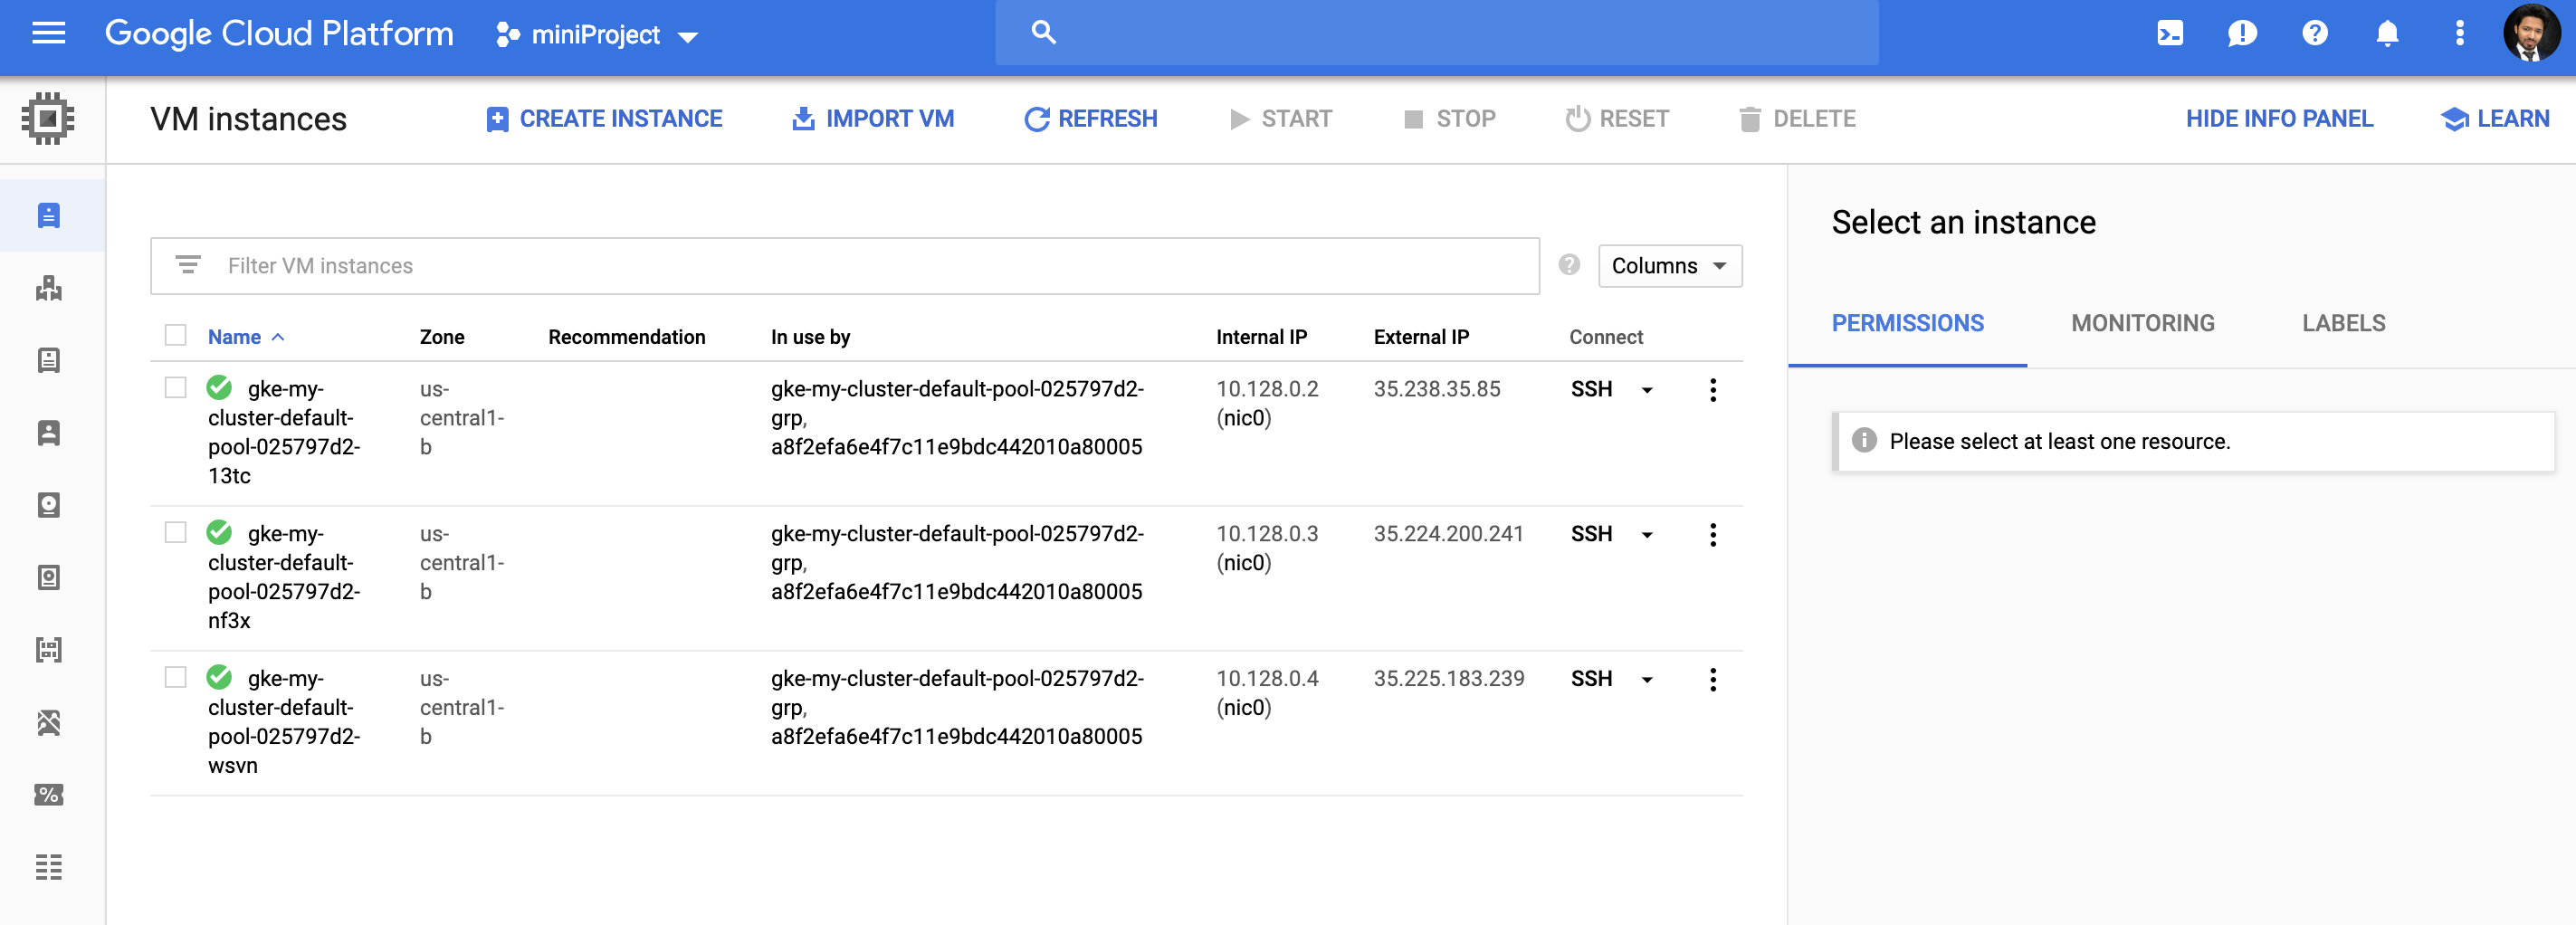 Google Cloud Platform miniProject
VM instances CREATE INSTANCE IMPORT VM REFRESH START STOP RESET DELETE HIDE INFO PANEL LEARN
Select an instance
Filter VM instances Columns
PERMISSIONS MONITORING LABELS
Name Zone Recommendation In use by Internal IP External IP Connect
gke-my- us- gke-my-cluster-default-pool-025797d2- 10.128.0.2 35.238.35.85 SSH
cluster-default- central1- grp, (nic0)
pool-025797d2- b a8f2efa6e4f7c11e9bdc442010a80005
13tc
Please select at least one resource.
gke-my- us- gke-my-cluster-default-pool-025797d2- 10.128.0.3 35.224.200.241 SSH
cluster-default- central1- grp, (nic0)
pool-025797d2- b a8f2efa6e4f7c11e9bdc442010a80005
nf3x
gke-my- us- gke-my-cluster-default-pool-025797d2- 10.128.0.4 35.225.183.239 SSH
cluster-default- central1- grp, (nic0)
pool-025797d2- b a8f2efa6e4f7c11e9bdc442010a80005
wsvn